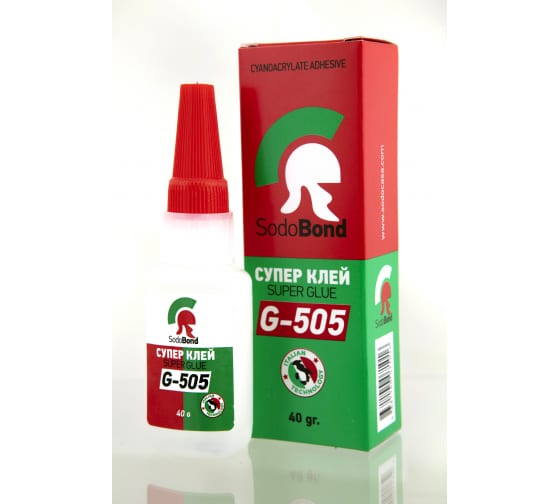 CYANOACRYLATE ADHESIVE
SodoBond
СУПЕР КЛЕЙ
SUPER GLUE
G-505
ITALIAN
TECHNOLOGY
40 gr.
www.sodocasa.com
SodoBond
SodoBond
СУПЕР КЛЕЙ
SUPER GLUE
G-505
40